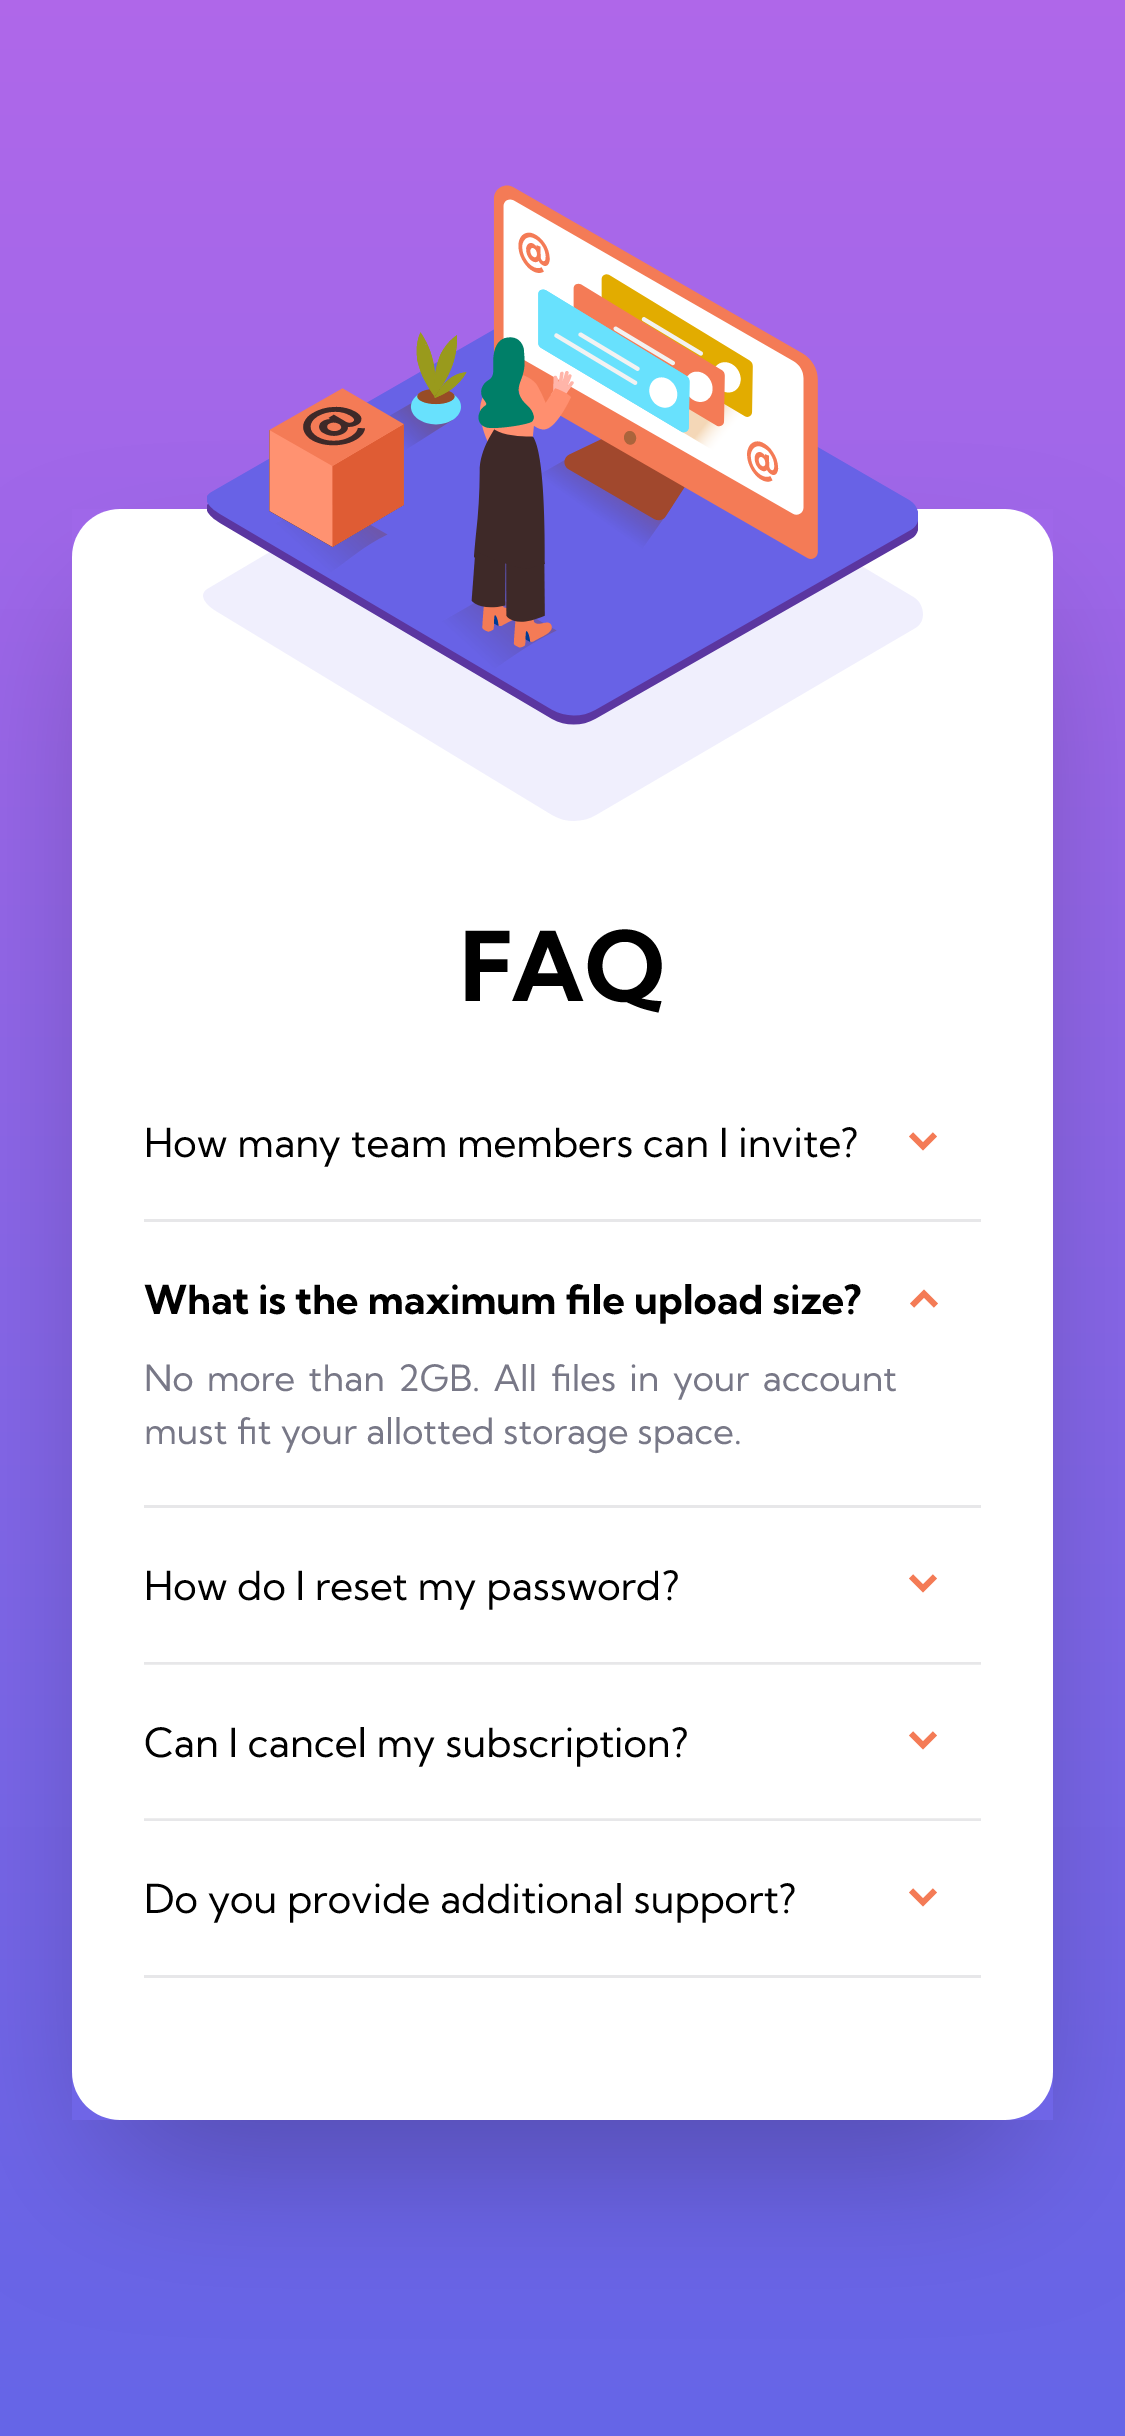 @
@
@
FAQ
How many team members can I invite?
What is the maximum file upload size?
No more than 2GB. All files in your account
must fit your allotted storage space.
How do I reset my password?
Can I cancel my subscription?
Do you provide additional support?